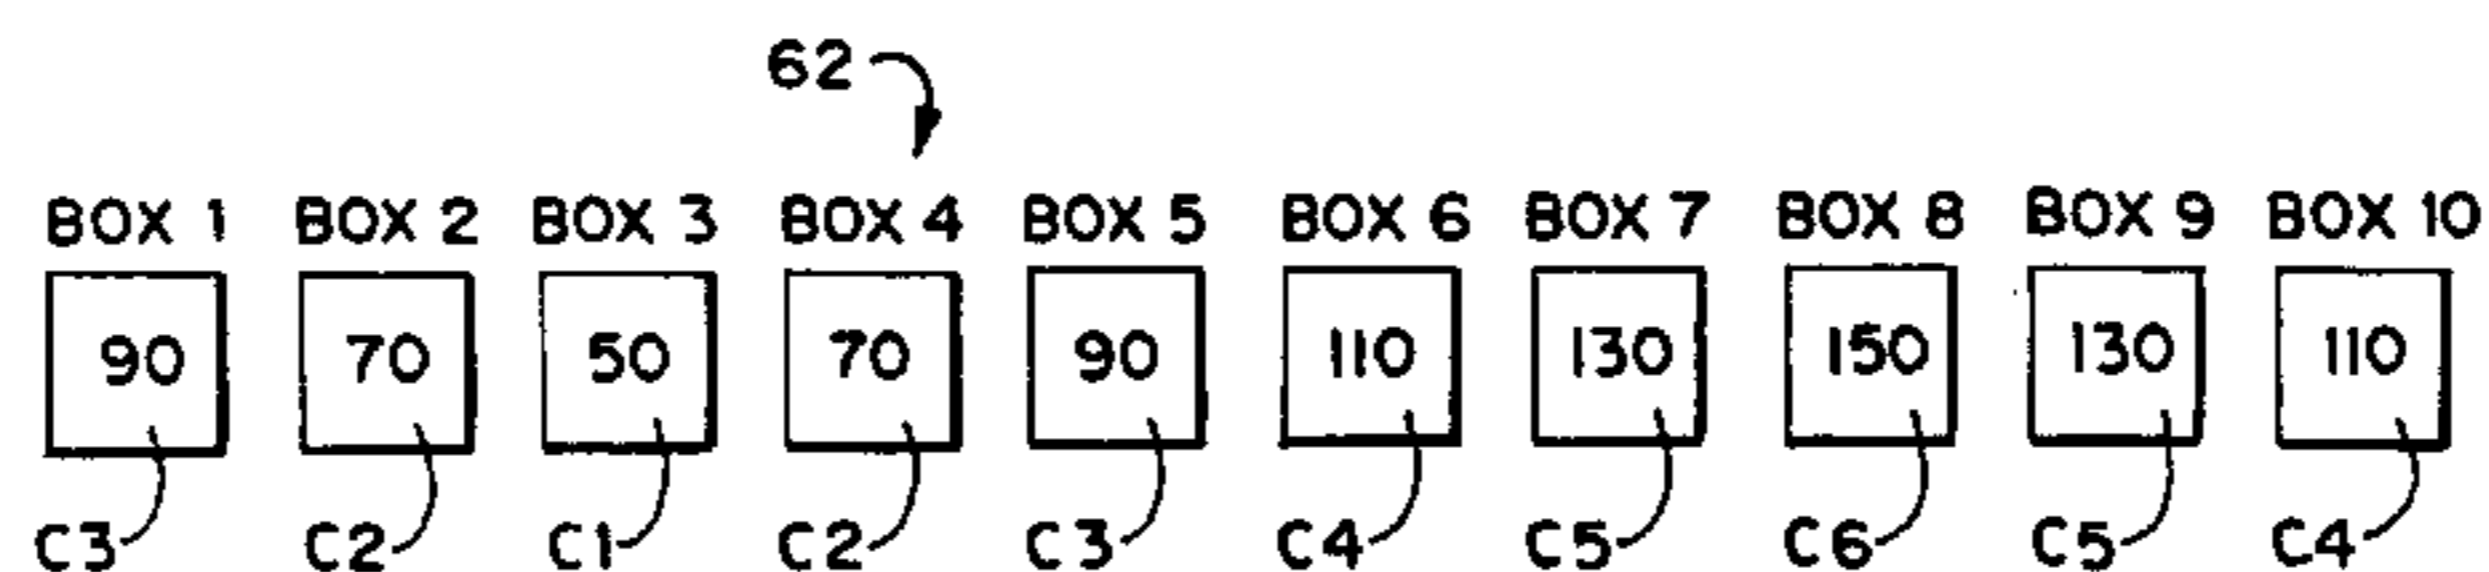 62
BOX 1 BOX 2 BOX 3 BOX 4 BOX 5 BOX 6 BOX 7 BOX 8 BOX 9 BOX 10
90 70 50 70 90 110 130 150 130 110
C3 C2 C1 C2 C3 C4 C5 C6 C5 C4